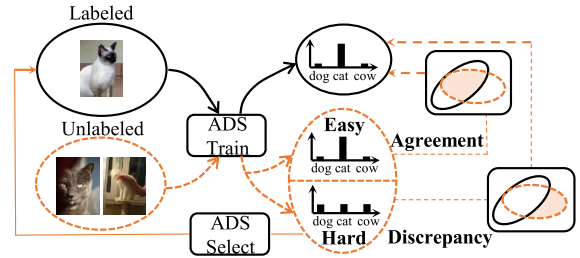 Labeled
dog cat cow
Unlabeled
ADS
Train
Easy
dog cat cow
Agreement
dog cat cow
Hard
Discrepancy
ADS
Select